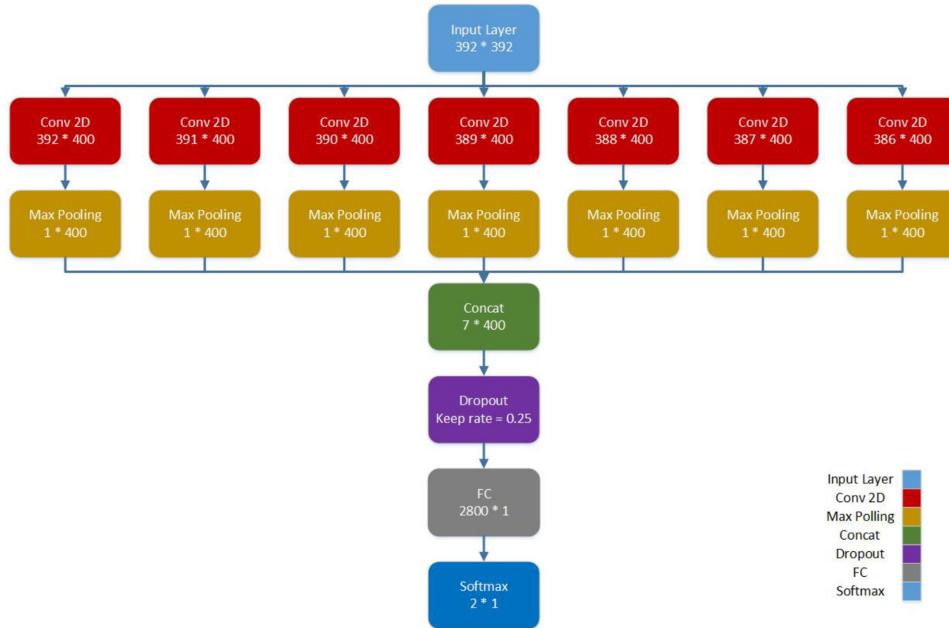 Input Layer
392 * 392
Conv 2D
392 * 400
Conv 2D
391 * 400
Conv 2D
390 * 400
Conv 2D
389 * 400
Conv 2D
388 * 400
Conv 2D
387 * 400
Conv 2D
386 * 400
Max Pooling
1 * 400
Max Pooling
1 * 400
Max Pooling
1 * 400
Max Pooling
1 * 400
Max Pooling
1 * 400
Max Pooling
1 * 400
Max Pooling
1 * 400
Concat
7 * 400
Dropout
Keep rate = 0.25
FC
2800 * 1
Softmax
2 * 1
Input Layer
Conv 2D
Max Polling
Concat
Dropout
FC
Softmax